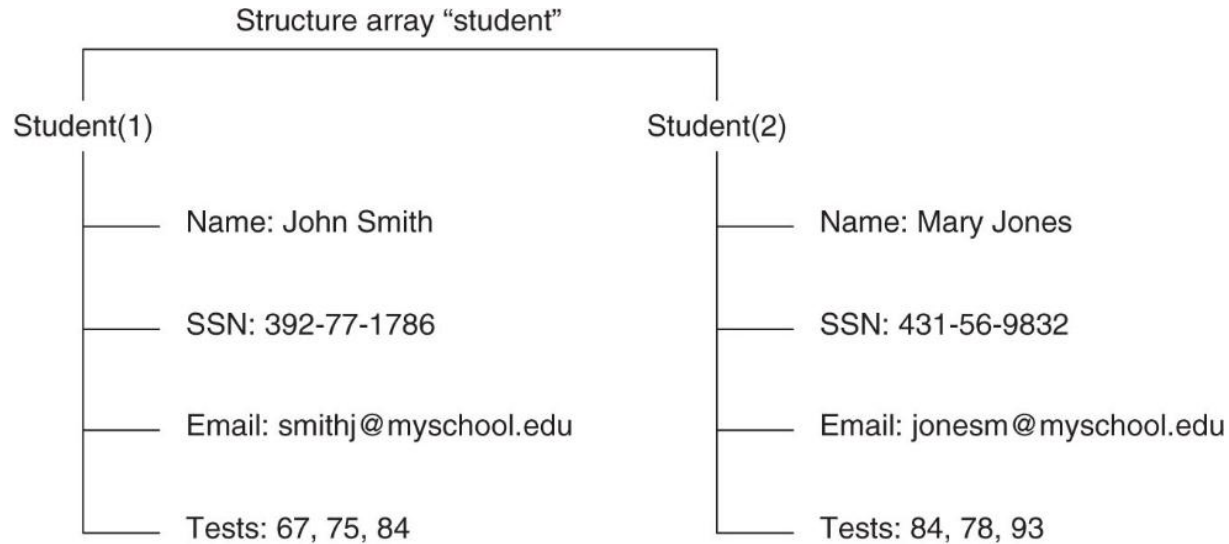 Structure array “student”
Student(1)
Name: John Smith
SSN: 392-77-1786
Email: smithj@myschool.edu
Tests: 67, 75, 84
Student(2)
Name: Mary Jones
SSN: 431-56-9832
Email: jonesm@myschool.edu
Tests: 84, 78, 93